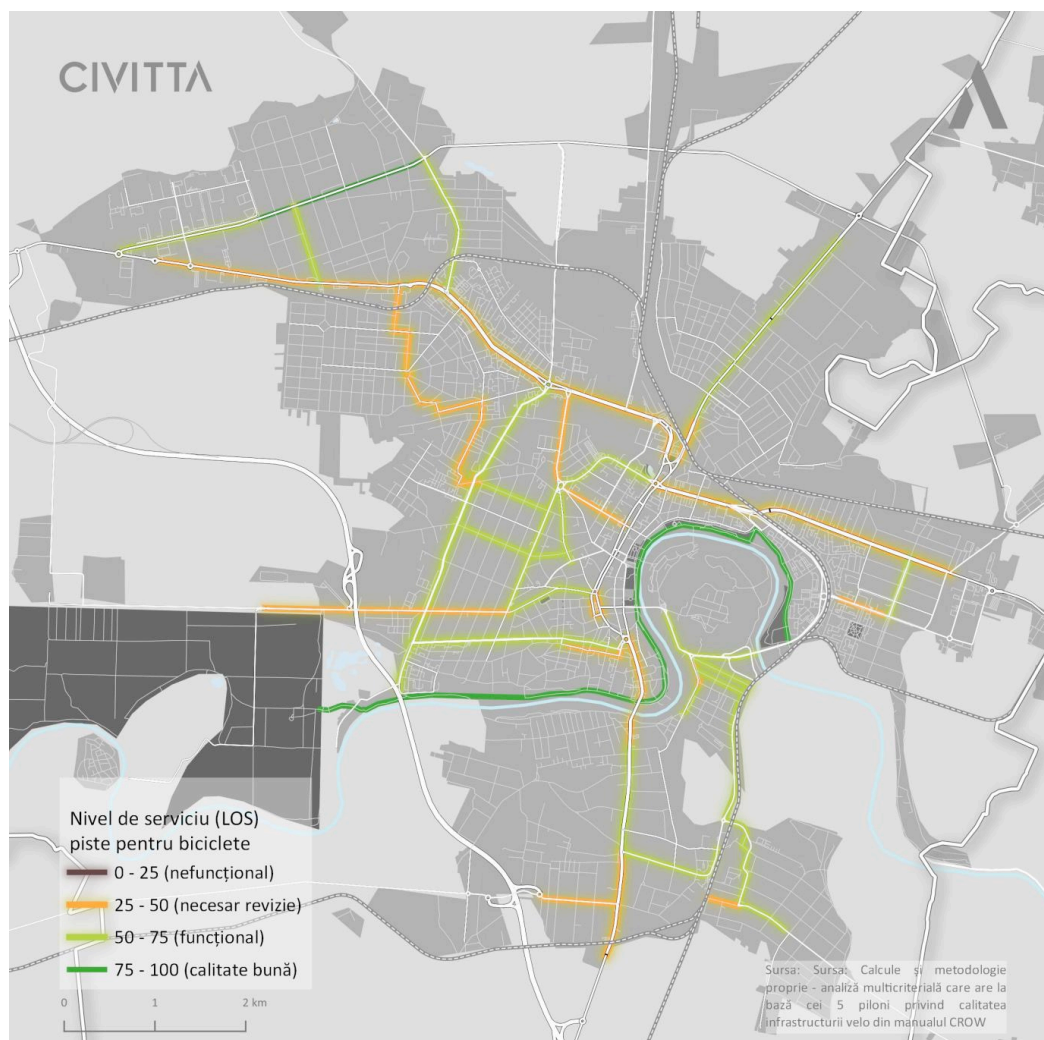 CIVITTA
Nivel de serviciu (LOS)
piste pentru biciclete
0 - 25 (nefuncțional)
25 - 50 (necesar revizie)
50 - 75 (funcțional)
75 - 100 (calitate bună)
0 1 2 km
Sursa: Sursa: Calcule și metodologie
proprie - analiză multicriterială care are la
bază cei 5 piloni privind calitatea
infrastructurii velo din manualul CROW